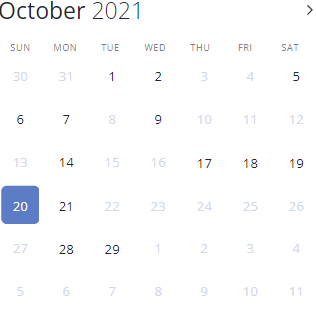 October 2021
SUN MON TUE WED THU FRI SAT
30 31 1 2 3 4 5
6 7 8 9 10 11 12
13 14 15 16 17 18 19
20 21 22 23 24 25 26
27 28 29 1 2 3 4
5 6 7 8 9 10 11